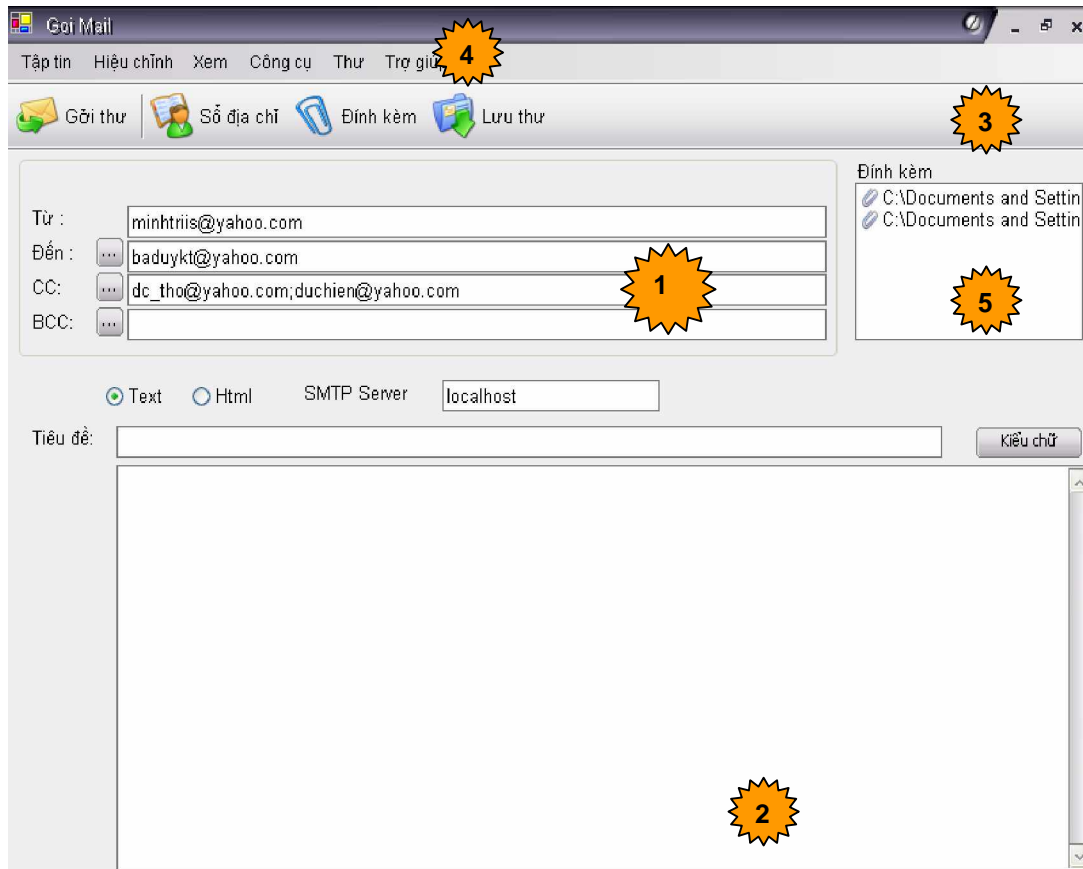 Gọi Mail
Tập tin Hiệu chỉnh Xem Công cụ Thư Trợ
4
Gởi thư Sổ địa chỉ Đính kèm Lưu thư
3
Đính kèm
C:\Documents and Settin
C:\Documents and Settin
5
Từ :
minhtriis@yahoo.com
Đến :
...
baduykt@yahoo.com
CC:
...
dc_tho@yahoo.com;duchien@yahoo.com
1
BCC:
...
Text Html SMTP Server localhost
Tiêu đề:
Kiểu chữ
2